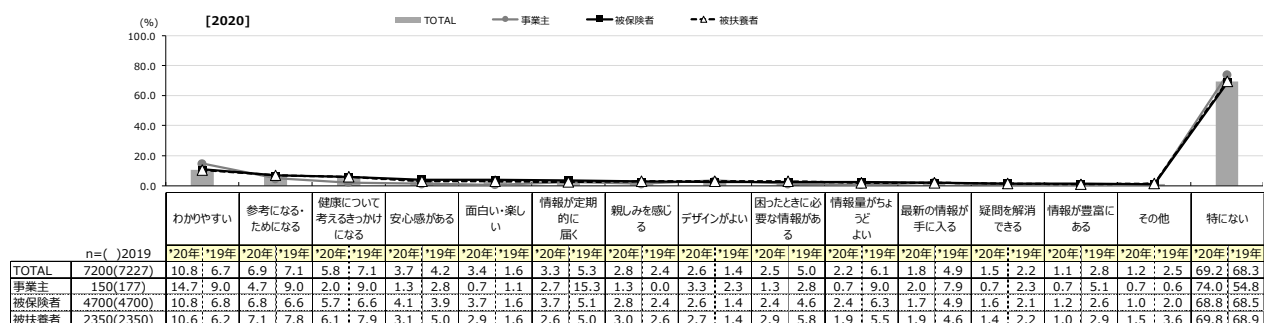 (%) [2020] TOTAL 事業主 被保険者 被扶養者
100.0
80.0
60.0
40.0
20.0
0.0
わかりやすい 参考になる・ためになる 健康について考えるきっかけになる 安心感がある 面白い・楽しい 情報が定期的に届く 親しみを感じる デザインがよい 困ったときに必要な情報がある 情報量がちょうどよい 最新の情報が手に入る 疑問を解消できる 情報が豊富にある その他 特にない
n=( )2019 '20年 '19年 '20年 '19年 '20年 '19年 '20年 '19年 '20年 '19年 '20年 '19年 '20年 '19年 '20年 '19年 '20年 '19年 '20年 '19年 '20年 '19年 '20年 '19年 '20年 '19年 '20年 '19年 '20年 '19年
TOTAL 7200(7227) 10.8 6.7 6.9 7.1 5.8 7.1 3.7 4.2 3.4 1.6 3.3 5.3 2.8 2.4 2.6 1.4 2.5 5.0 2.2 6.1 1.8 4.9 1.5 2.2 1.1 2.8 1.2 2.5 69.2 68.3
事業主 150(177) 14.7 9.0 4.7 9.0 2.0 9.0 1.3 2.8 0.7 1.1 2.7 15.3 1.3 0.0 3.3 2.3 1.3 2.8 0.7 9.0 2.0 7.9 0.7 2.3 0.7 5.1 0.7 0.6 74.0 54.8
被保険者 4700(4700) 10.8 6.8 6.8 6.6 5.7 6.6 4.1 3.9 3.7 1.6 3.7 5.1 2.8 2.4 2.6 1.4 2.4 4.6 2.4 6.3 1.7 4.9 1.6 2.1 1.2 2.6 1.0 2.0 68.8 68.5
被扶養者 2350(2350) 10.6 6.2 7.1 7.8 6.1 7.9 3.1 5.0 2.9 1.6 2.6 5.0 3.0 2.6 2.7 1.4 2.9 5.8 1.9 5.5 1.9 4.6 1.4 2.2 1.0 2.9 1.5 3.6 69.8 68.9